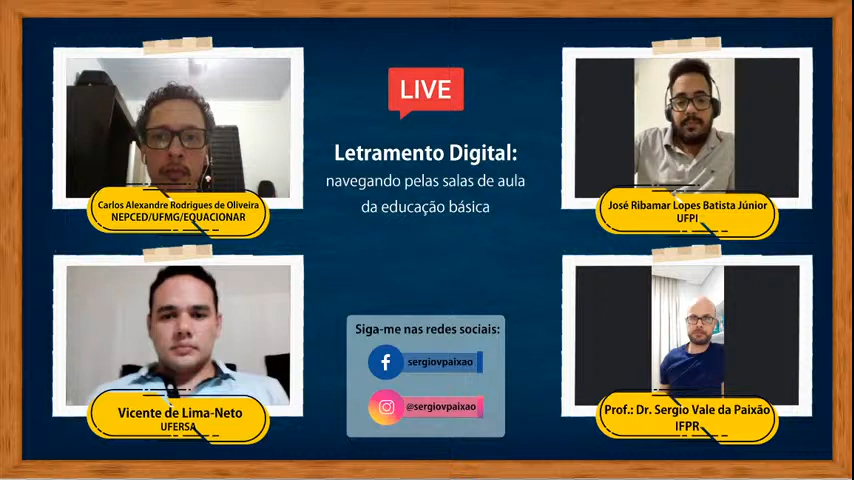 LIVE
Letramento Digital:
navegando pelas salas de aula
da educação básica
Carlos Alexandre Rodrigues de Oliveira
NEPCED/UFMG/EQUACIONAR
José Ribamar Lopes Batista Júnior
UFPI
Vicente de Lima-Neto
UFERSA
Siga-me nas redes sociais:
sergiovpaixao
@sergiovpaixao
Prof.: Dr. Sergio Vale da Paixão
IFPR